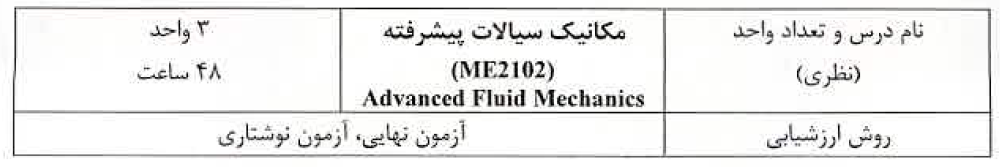 نام درس و تعداد واحد
(نظری)
مکانیک سیالات پیشرفته
(ME2102)
Advanced Fluid Mechanics
۳ واحد
۴۸ ساعت
روش ارزشیابی
آزمون نهایی، آزمون نوشتاری